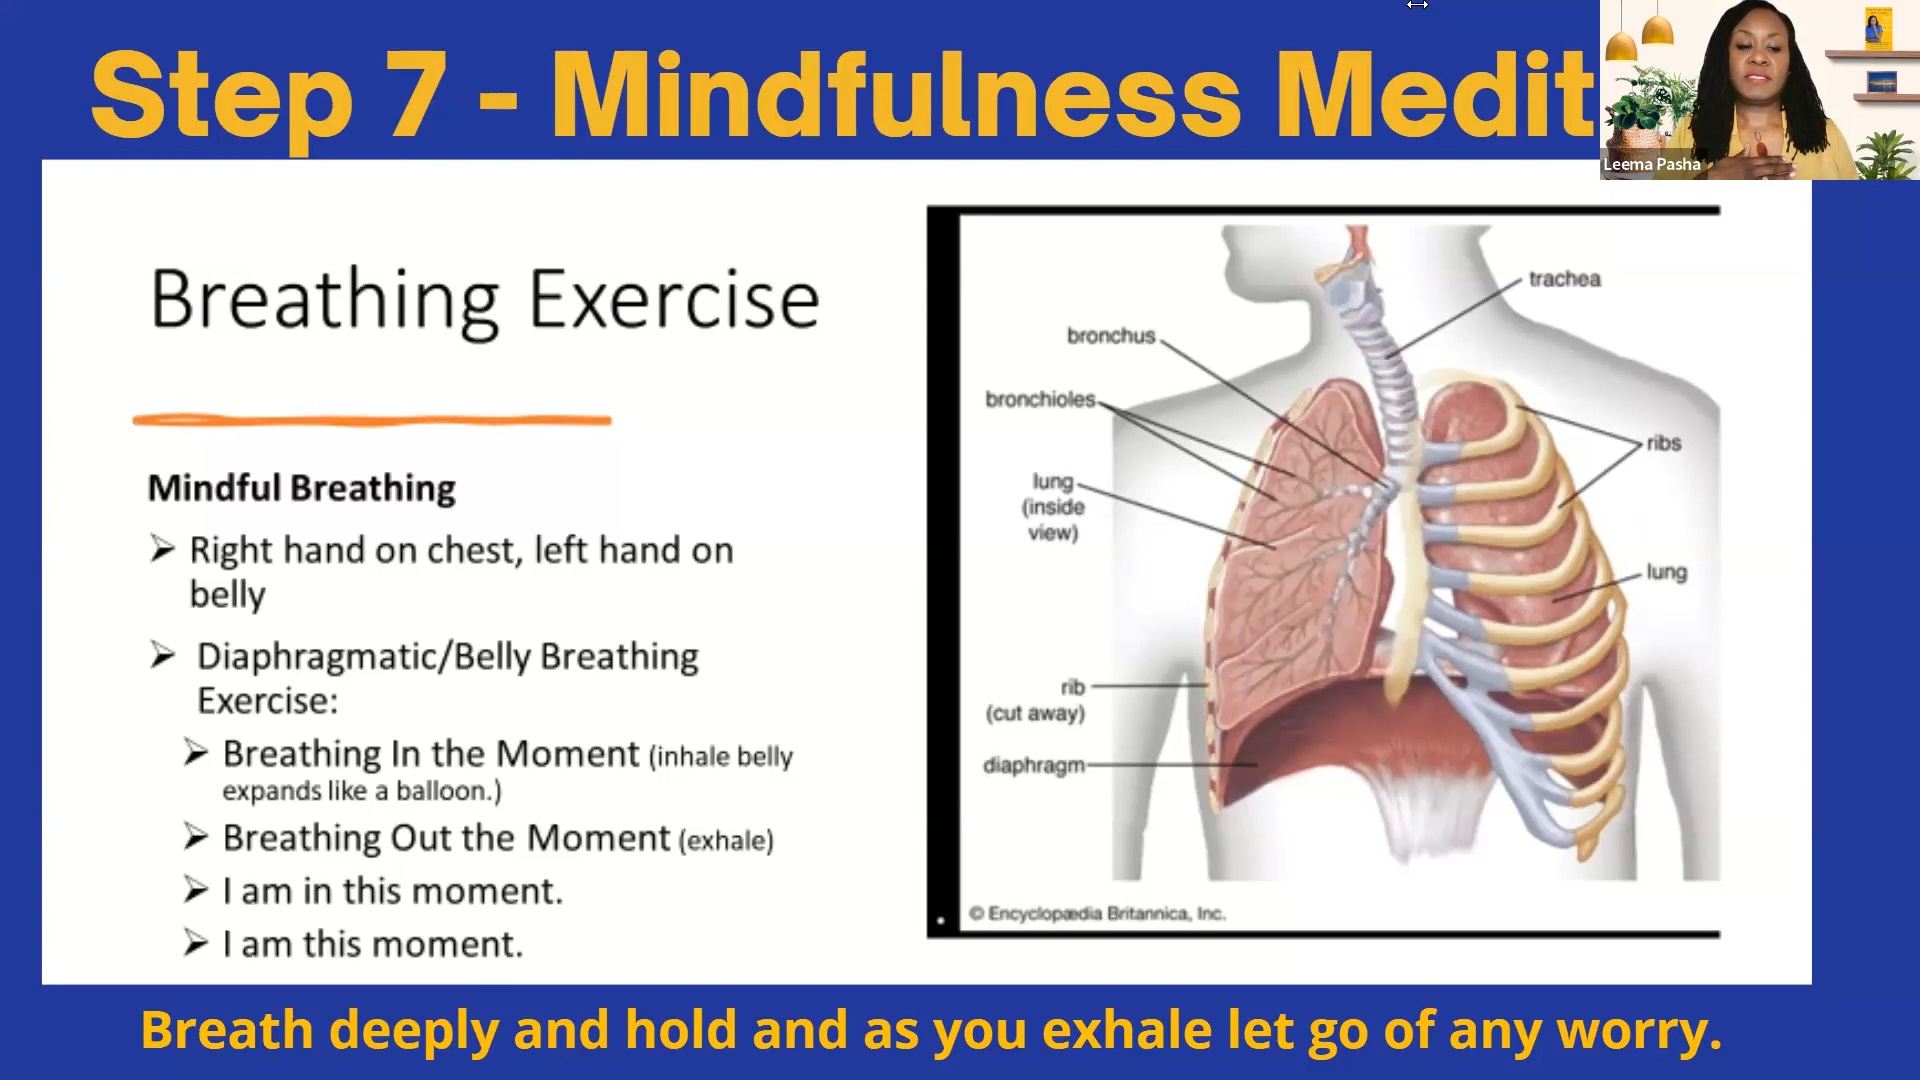 Step 7 - Mindfulness Medit
Leema Pasha
Breathing Exercise
Mindful Breathing
➢ Right hand on chest, left hand on
belly
➢ Diaphragmatic/Belly Breathing
Exercise:
➢ Breathing In the Moment (inhale belly
expands like a balloon.)
➢ Breathing Out the Moment (exhale)
➢ I am in this moment.
➢ I am this moment.
trachea
bronchus
bronchioles
ribs
lung
(inside
view)
lung
rib
(cut away)
diaphragm
© Encyclopædia Britannica, Inc.
Breath deeply and hold and as you exhale let go of any worry.